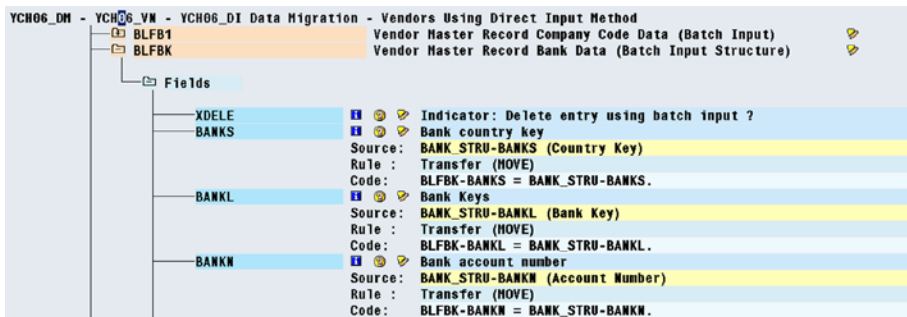 YCH06_DM - YCH06_VN - YCH06_DI Data Migration - Vendors Using Direct Input Method
BLFB1 Vendor Master Record Company Code Data (Batch Input)
BLFBK Vendor Master Record Bank Data (Batch Input Structure)
Fields
XDELE Indicator: Delete entry using batch input ?
BANKS Bank country key
Source: BANK_STRU-BANKS (Country Key)
Rule : Transfer (MOVE)
Code: BLFBK-BANKS = BANK_STRU-BANKS.
BANKL Bank Keys
Source: BANK_STRU-BANKL (Bank Key)
Rule : Transfer (MOVE)
Code: BLFBK-BANKL = BANK_STRU-BANKL.
BANKN Bank account number
Source: BANK_STRU-BANKN (Account Number)
Rule : Transfer (MOVE)
Code: BLFBK-BANKN = BANK_STRU-BANKN.